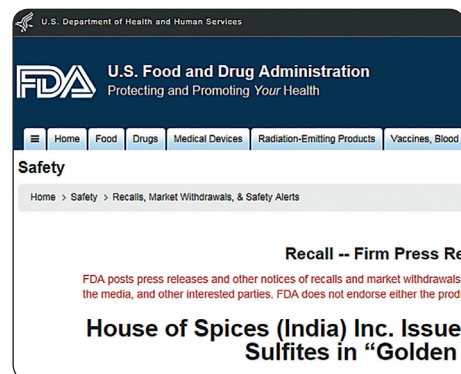 U.S. Department of Health and Human Services
FDA U.S. Food and Drug Administration
Protecting and Promoting Your Health
≡ Home Food Drugs Medical Devices Radiation-Emitting Products Vaccines, Blood
Safety
Home > Safety > Recalls, Market Withdrawals, & Safety Alerts
Recall -- Firm Press Re
FDA posts press releases and other notices of recalls and market withdrawals
the media, and other interested parties. FDA does not endorse either the prod
House of Spices (India) Inc. Issue
Sulfites in “Golden